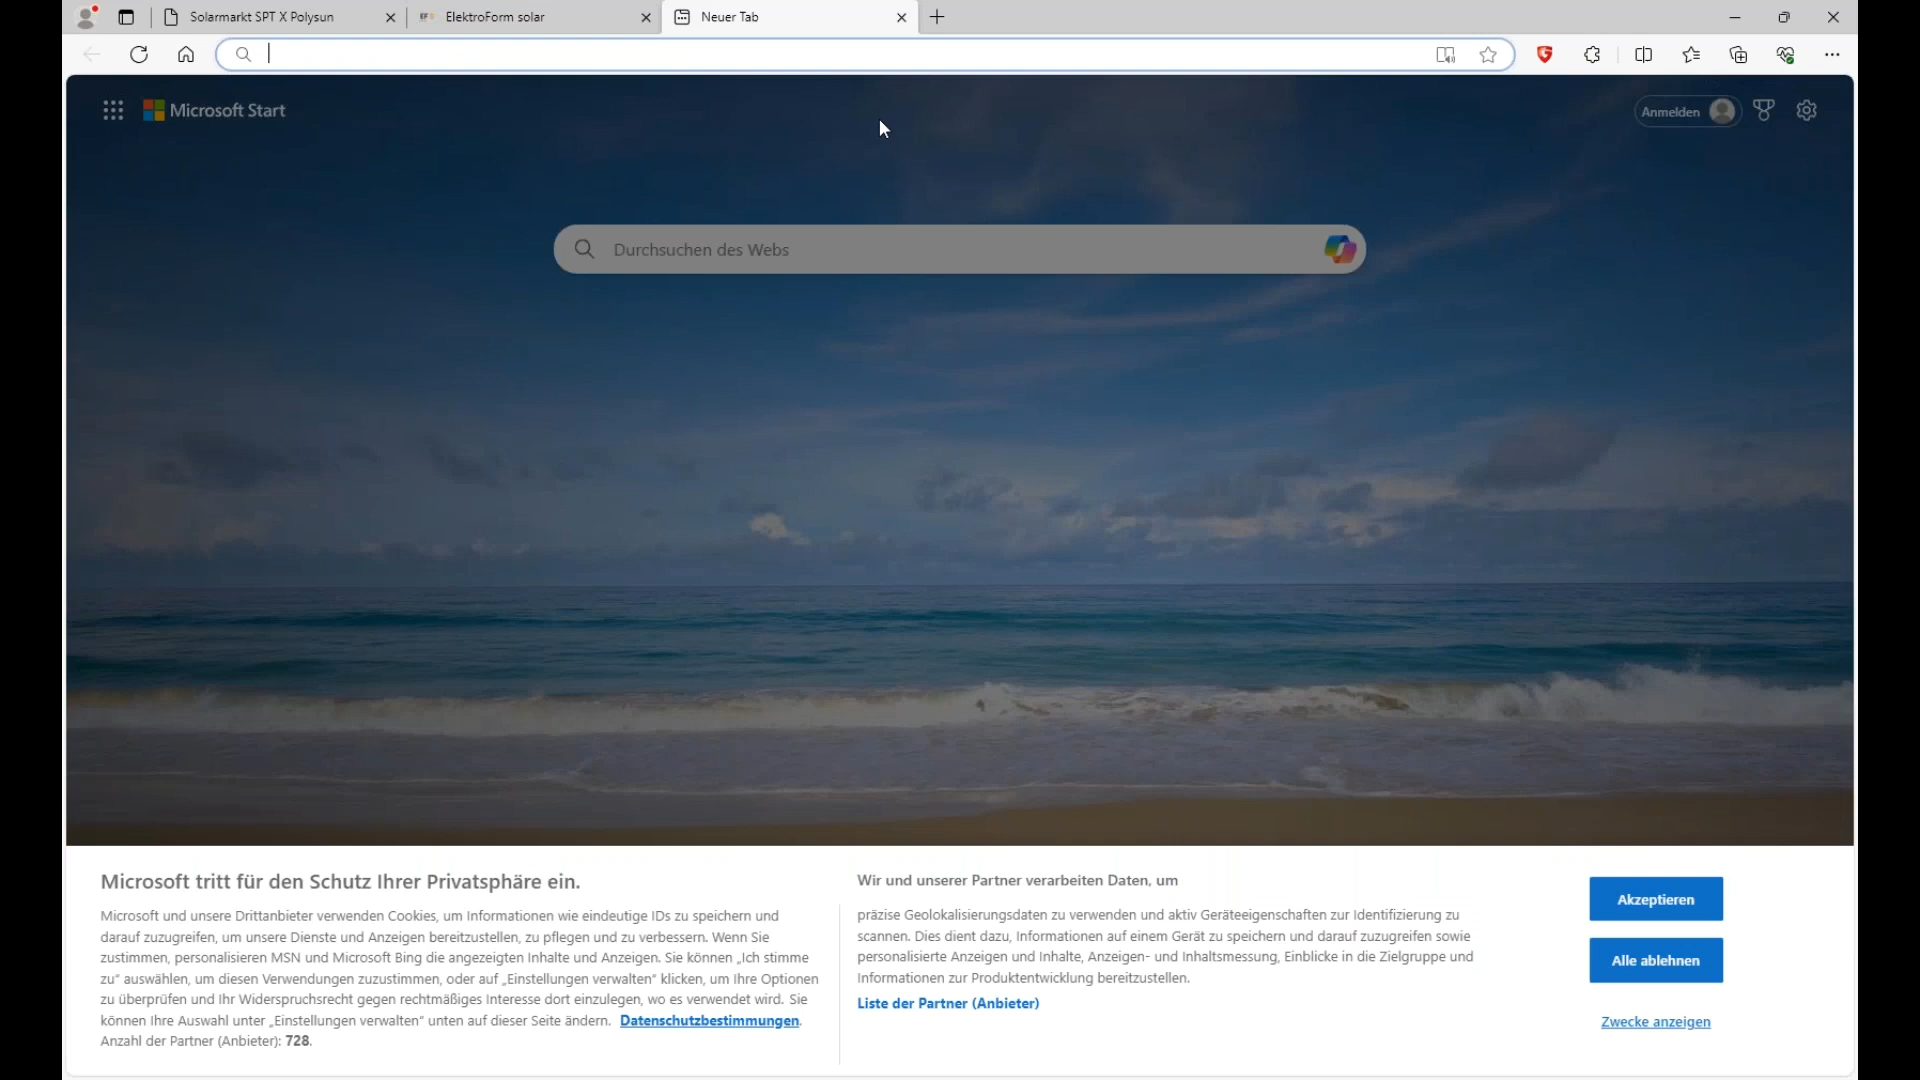 Solarmarkt SPT X Polysun
ElektroForm solar
Neuer Tab
Microsoft Start
Anmelden
Durchsuchen des Webs
Microsoft tritt für den Schutz Ihrer Privatsphäre ein.
Microsoft und unsere Drittanbieter verwenden Cookies, um Informationen wie eindeutige IDs zu speichern und
darauf zuzugreifen, um unsere Dienste und Anzeigen bereitzustellen, zu pflegen und zu verbessern. Wenn Sie
zustimmen, personalisieren MSN und Microsoft Bing die angezeigten Inhalte und Anzeigen. Sie können „Ich stimme
zu“ auswählen, um diesen Verwendungen zuzustimmen, oder auf „Einstellungen verwalten“ klicken, um Ihre Optionen
zu überprüfen und Ihr Widerspruchsrecht gegen rechtmäßiges Interesse dort einzulegen, wo es verwendet wird. Sie
können Ihre Auswahl unter „Einstellungen verwalten“ unten auf dieser Seite ändern. Datenschutzbestimmungen.
Anzahl der Partner (Anbieter): 728.
Wir und unserer Partner verarbeiten Daten, um
präzise Geolokalisierungsdaten zu verwenden und aktiv Geräteeigenschaften zur Identifizierung zu
scannen. Dies dient dazu, Informationen auf einem Gerät zu speichern und darauf zuzugreifen sowie
personalisierte Anzeigen und Inhalte, Anzeigen- und Inhaltsmessung, Einblicke in die Zielgruppe und
Informationen zur Produktentwicklung bereitzustellen.
Liste der Partner (Anbieter)
Akzeptieren
Alle ablehnen
Zwecke anzeigen